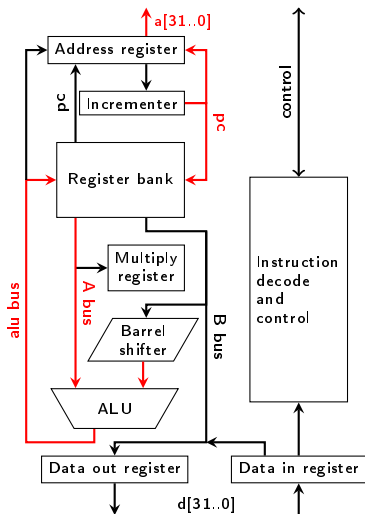 a[31..0]
Address register
Incrementer
pc
pc
control
Register bank
Multiply
register
Instruction
decode
and
control
A bus
B bus
alu bus
Barrel
shifter
ALU
Data out register
Data in register
d[31..0]